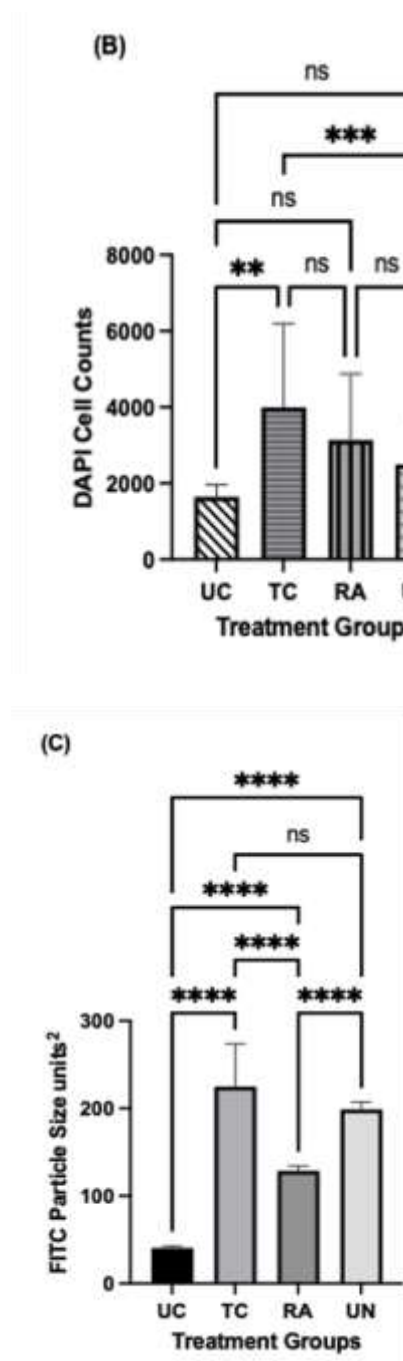 (B)
ns
***
ns
** ns ns
8000
6000
4000
2000
0
DAPI Cell Counts
UC TC RA
Treatment Group
(C)
****
ns
****
****
**** ****
300
200
100
0
FITC Particle Size units²
UC TC RA UN
Treatment Groups